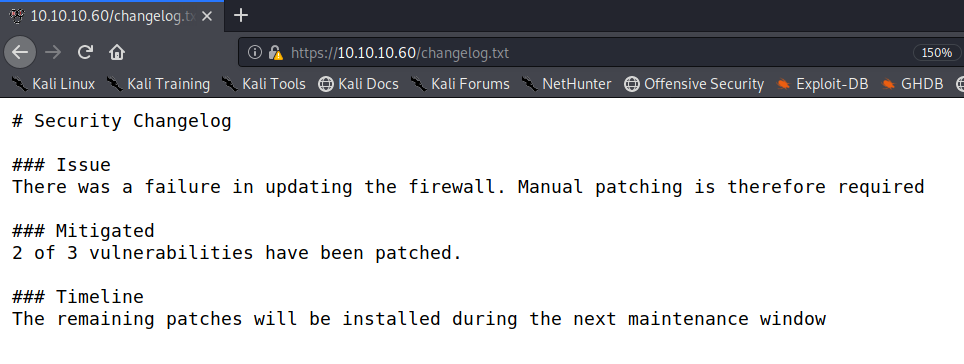 10.10.10.60/changelog.tx
https://10.10.10.60/changelog.txt
150%
Kali Linux Kali Training Kali Tools Kali Docs Kali Forums NetHunter Offensive Security Exploit-DB GHDB
# Security Changelog
### Issue
There was a failure in updating the firewall. Manual patching is therefore required
### Mitigated
2 of 3 vulnerabilities have been patched.
### Timeline
The remaining patches will be installed during the next maintenance window